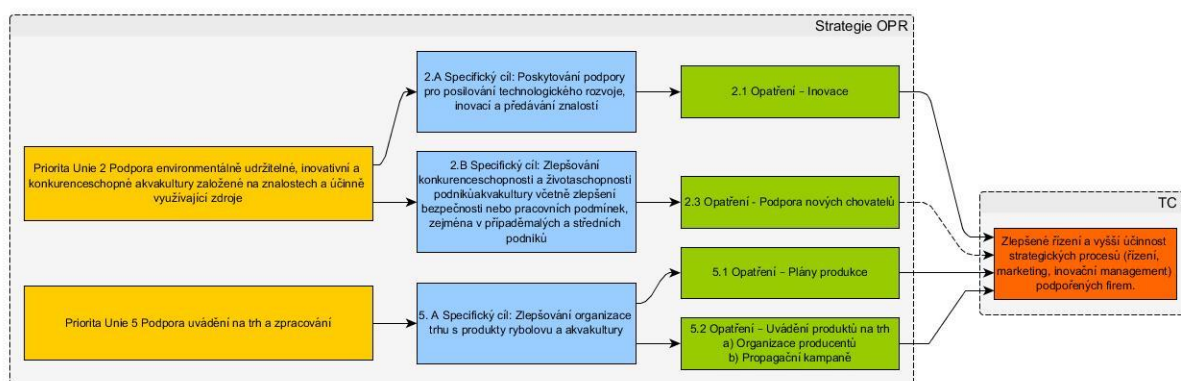 Strategie OPR
2.A Specifický cíl: Poskytování podpory
pro posilování technologického rozvoje,
inovací a předávání znalostí
2.1 Opatření – Inovace
Priorita Unie 2 Podpora environmentálně udržitelné, inovativní a
konkurenceschopné akvakultury založené na znalostech a účinně
využívající zdroje
2.B Specifický cíl: Zlepšování
konkurenceschopnosti a životaschopnosti
podnikůakvakultury včetně zlepšení
bezpečnosti nebo pracovních podmínek,
zejména v případěmalých a středních
podniků
2.3 Opatření - Podpora nových chovatelů
TC
Zlepšené řízení a vyšší účinnost
strategických procesů (řízení,
marketing, inovační management)
podpořených firem.
5.1 Opatření – Plány produkce
Priorita Unie 5 Podpora uvádění na trh a zpracování
5. A Specifický cíl: Zlepšování organizace
trhu s produkty rybolovu a akvakultury
5.2 Opatření – Uvádění produktů na trh
a) Organizace producentů
b) Propagační kampaně